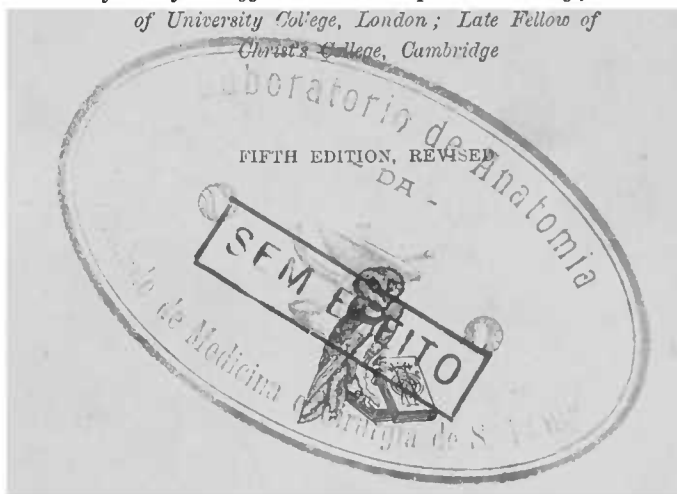 of University College, London; Late Fellow of
Christ's College, Cambridge
FIFTH EDITION, REVISED
Laboratorio de Anatomia
- DA -
de Medicina e Cirurgia de S.
SEM EFEITO